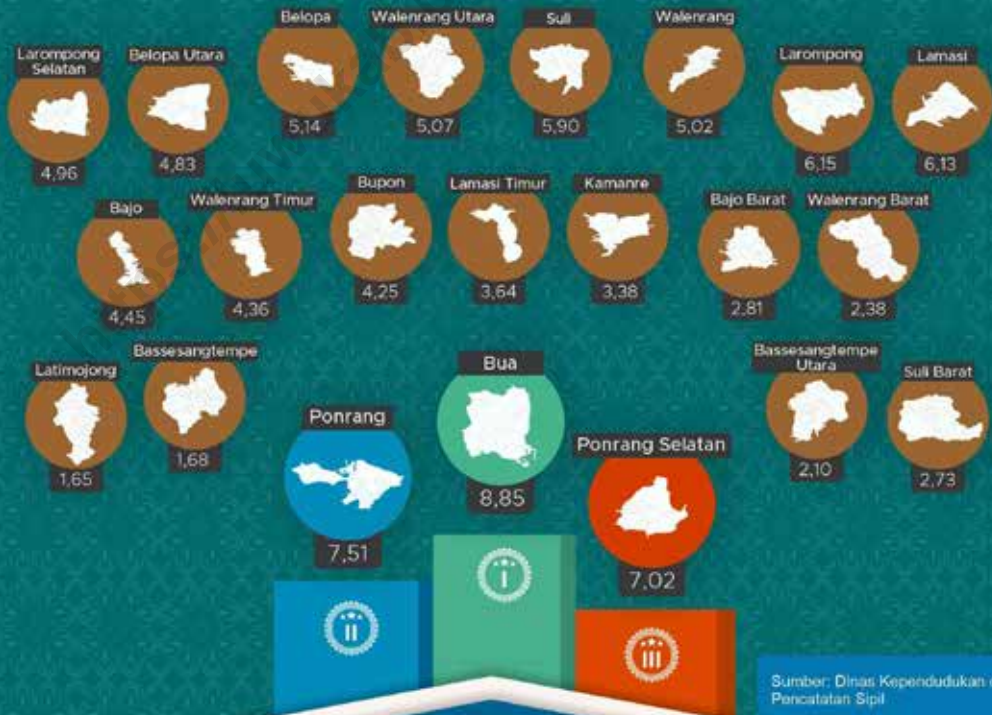 Belopa
5,14
Walenrang Utara
5,07
Suli
5,90
Walenrang
5,02
Larompong
Selatan
4,96
Belopa Utara
4,83
Larompong
6,15
Lamasi
6,13
Bajo
4,45
Walenrang Timur
4,36
Bupon
4,25
Lamasi Timur
3,64
Kamanre
3,38
Bajo Barat
2,81
Walenrang Barat
2,38
Latimojong
1,65
Bassesangtempe
1,68
Bua
8,85
Ponrang
7,51
Ponrang Selatan
7,02
Bassesangtempe
Utara
2,10
Suli Barat
2,73
I
II
III
Sumber: Dinas Kependudukan
Pencatatan Sipil